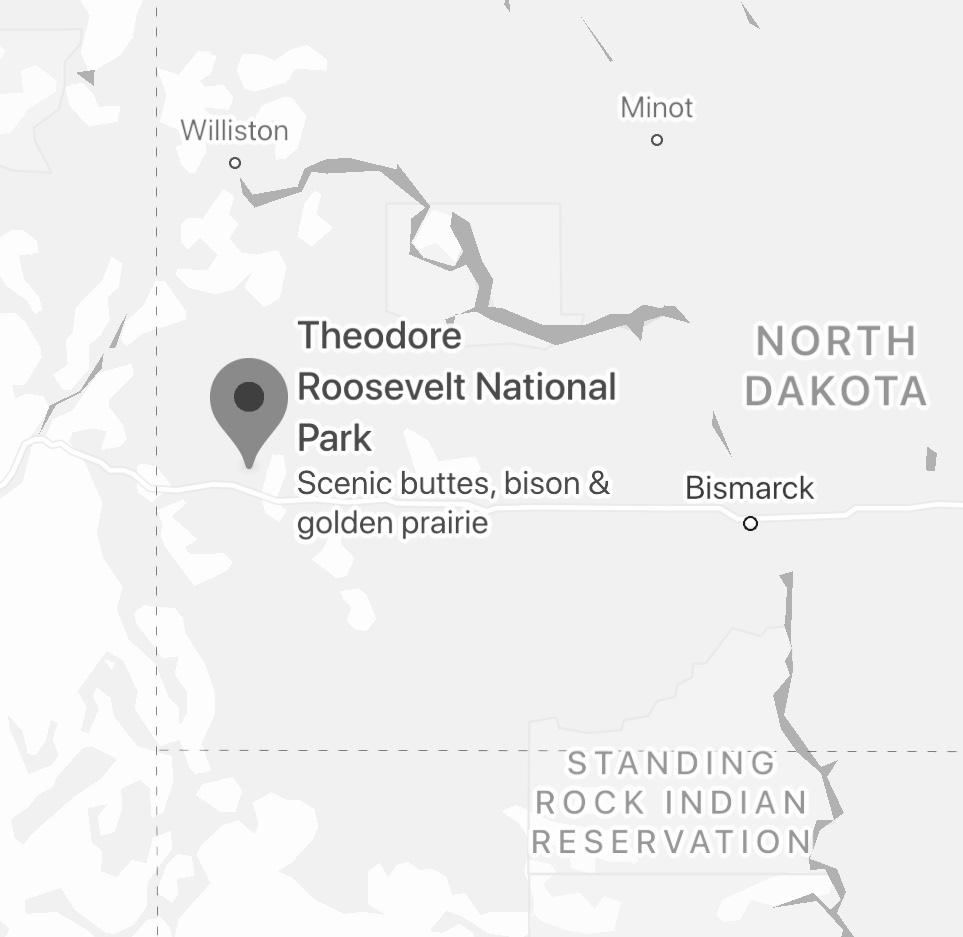 Minot
Williston
Theodore
Roosevelt National
Park
Scenic buttes, bison &
golden prairie
NORTH
DAKOTA
Bismarck
STANDING
ROCK INDIAN
RESERVATION